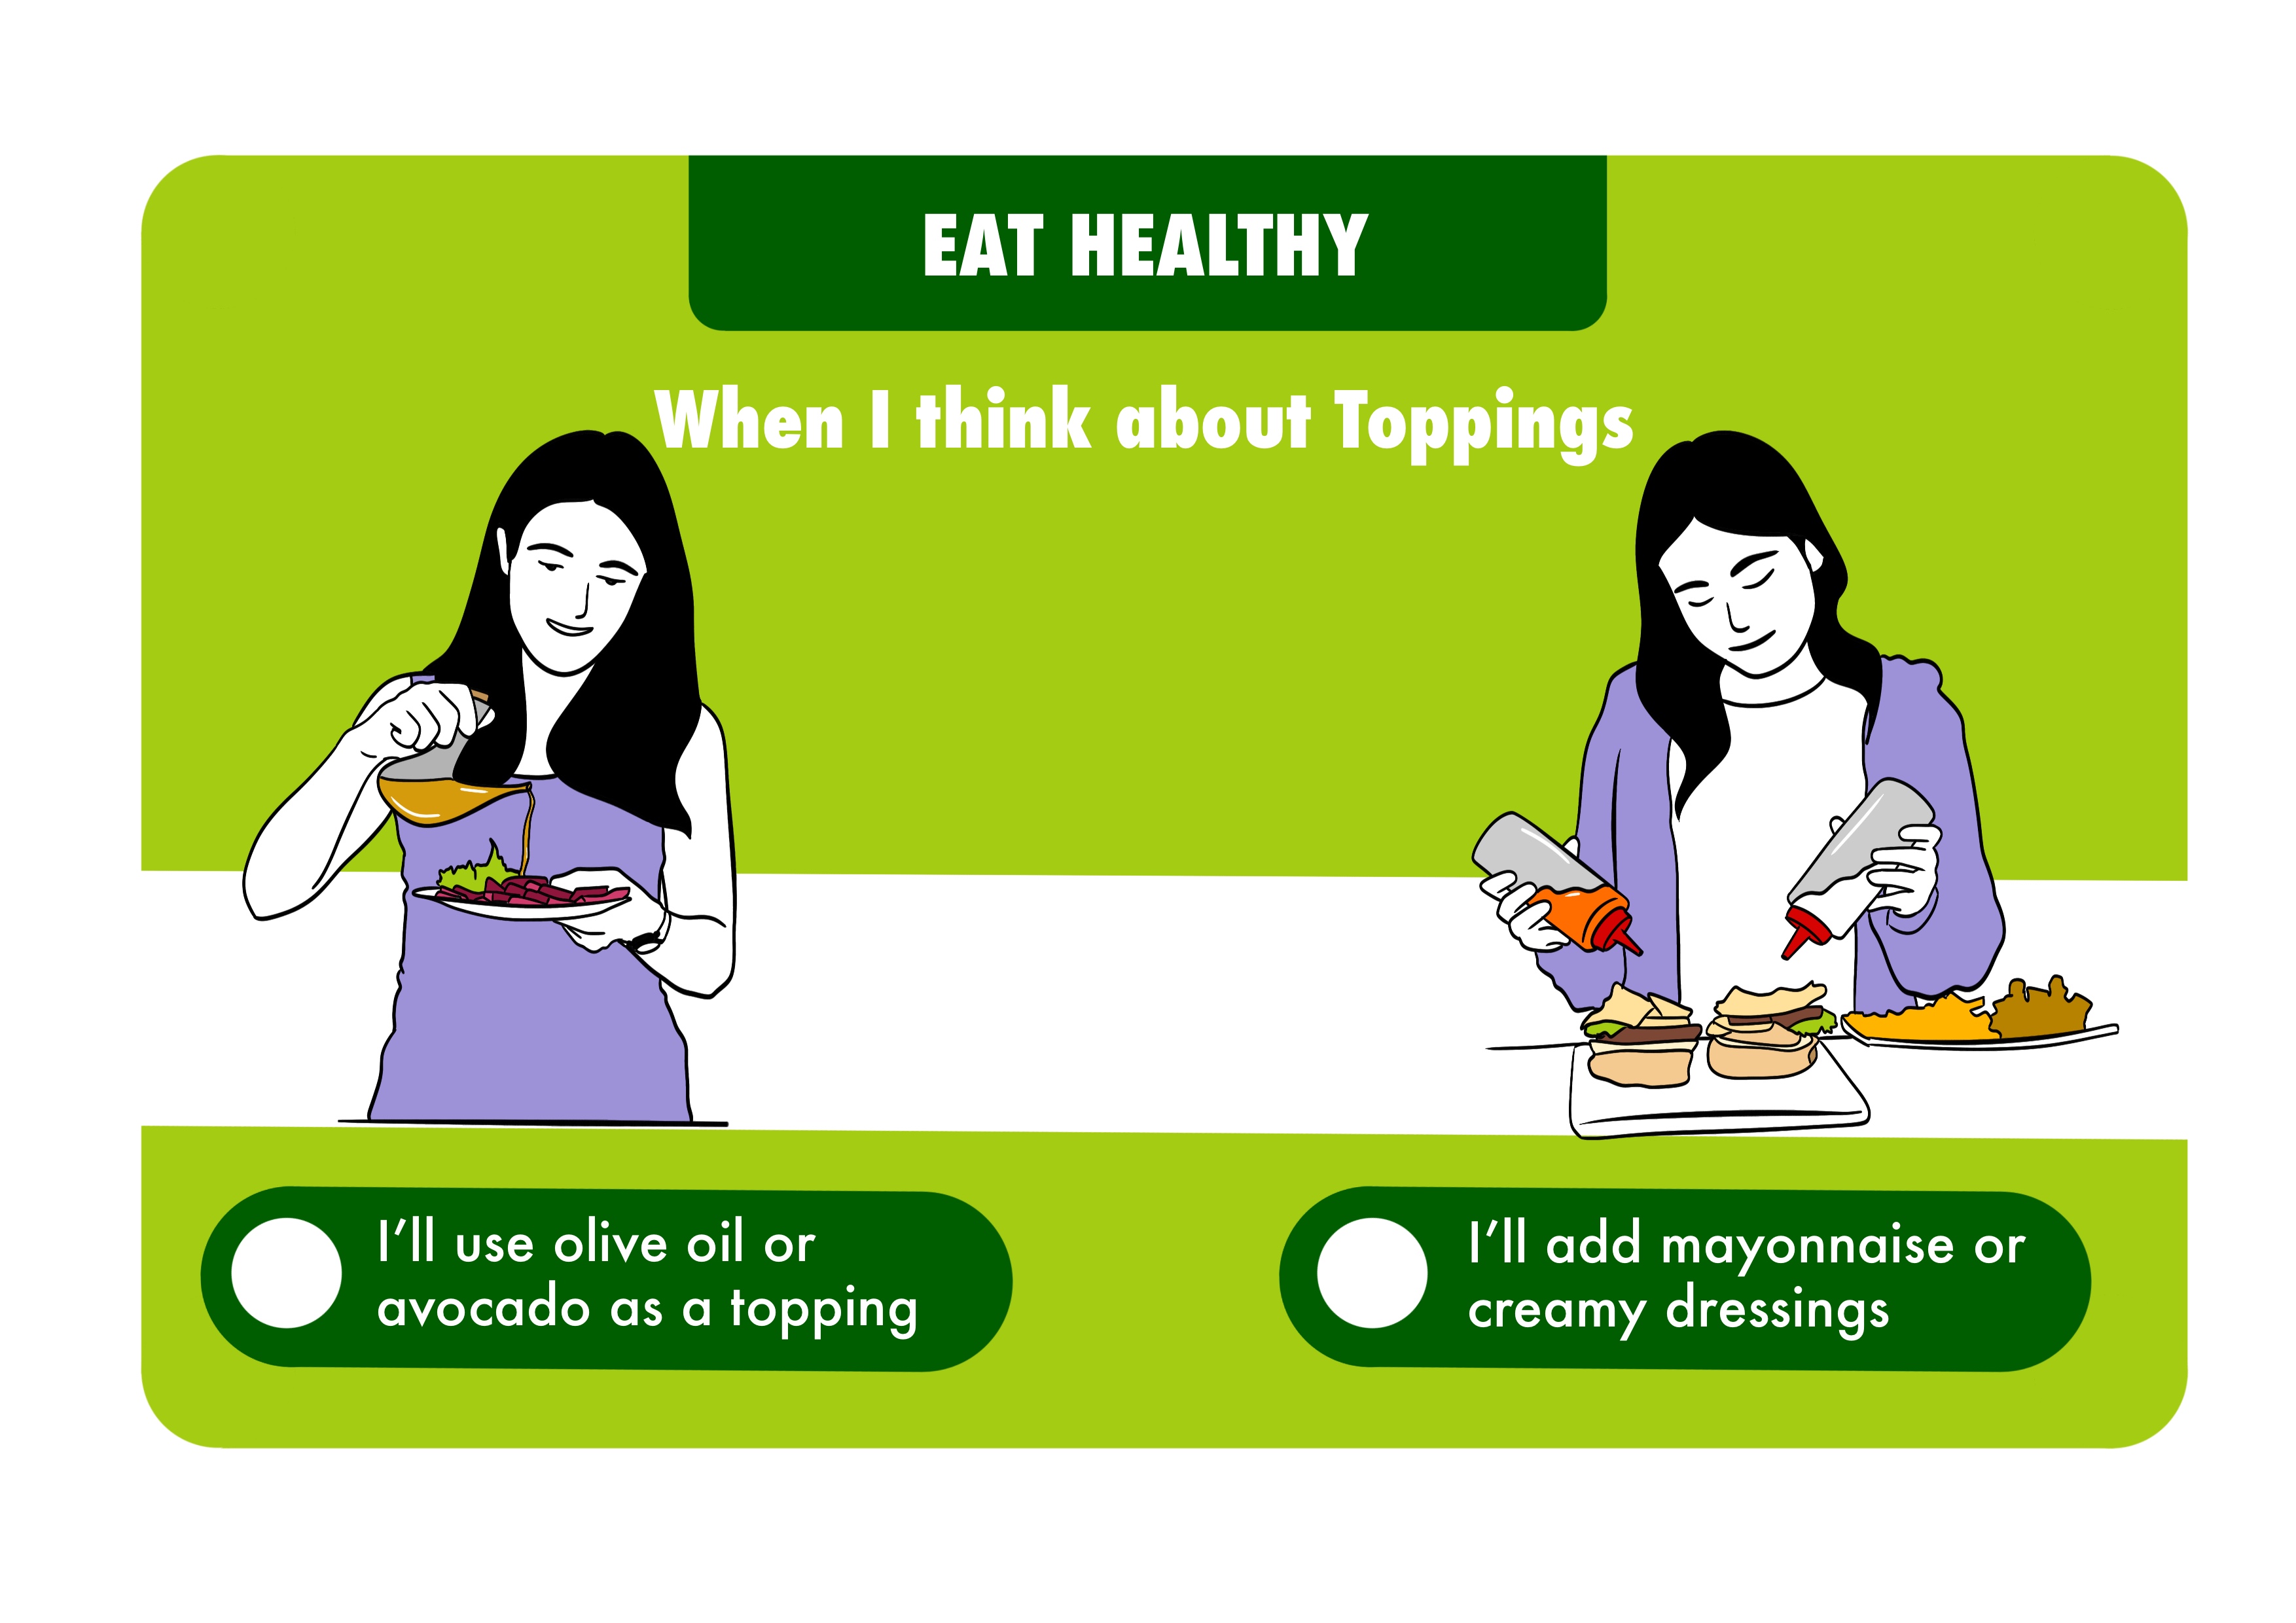 EAT HEALTHY
When I think about Toppings
I'll use olive oil or
avocado as a topping
I'll add mayonnaise or
creamy dressings